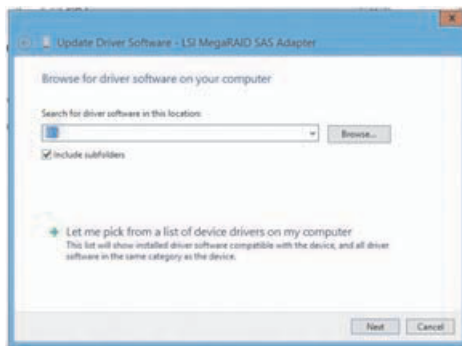 Update Driver Software - LSI MegaRAID SAS Adapter
Browse for driver software on your computer
Search for driver software in this location:
Browse...
Include subfolders
Let me pick from a list of device drivers on my computer
This list will show installed driver software compatible with the device, and all driver
software in the same category as the device.
Next
Cancel